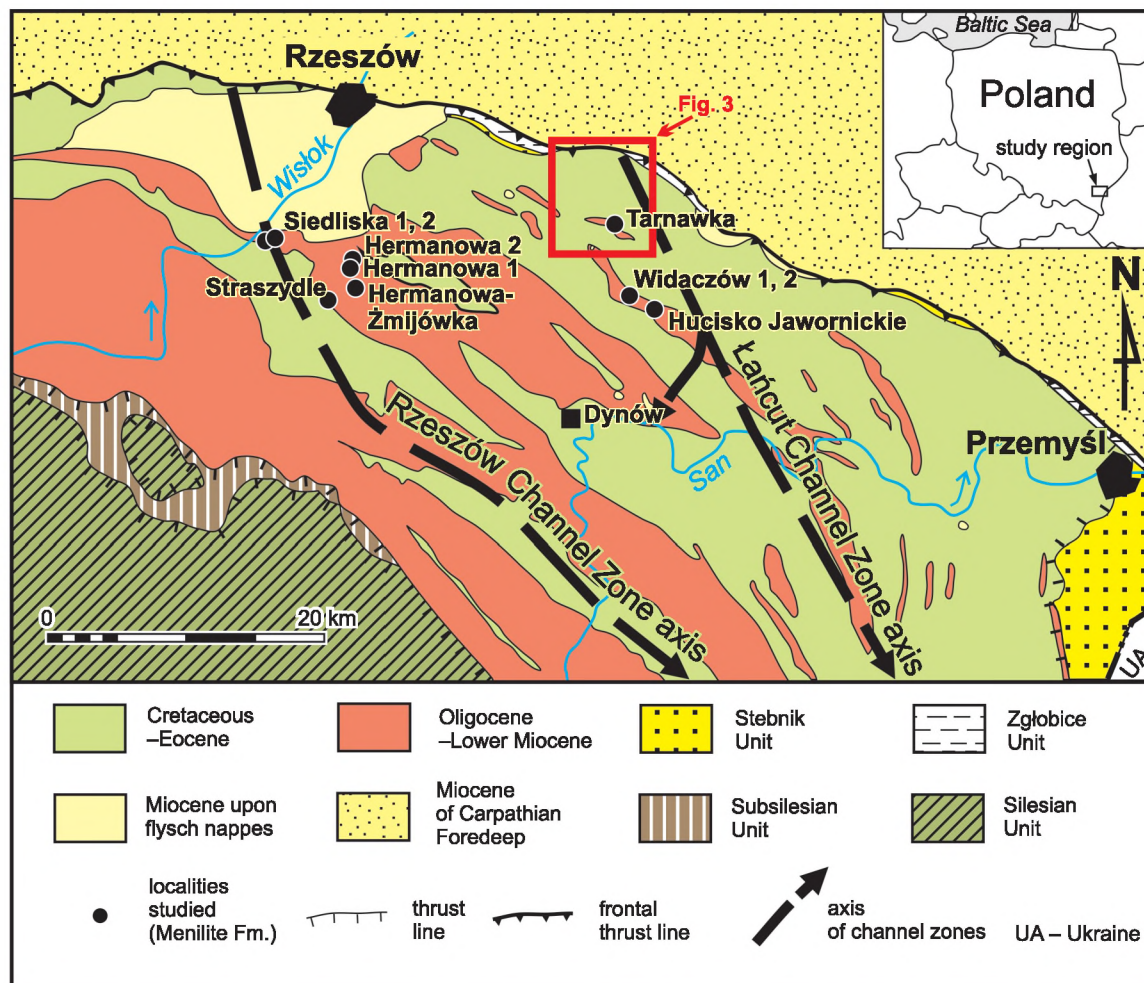 Baltic Sea
Rzeszów
Poland
Fig. 3
study region
Wisłok
Siedliska 1, 2
Tarnawka
Hermanowa 2
Hermanowa 1
Widaczów 1, 2
Straszydle
Hermanowa-
Żmijówka
Hucisko Jawornickie
N
Dynów
Łańcut Channel Zone axis
Rzeszów Channel Zone axis
San
Przemyśl
0
20 km
UA
Cretaceous
–Eocene
Oligocene
–Lower Miocene
Stebnik
Unit
Zgłobice
Unit
Miocene upon
flysch nappes
Miocene
of Carpathian
Foredeep
Subsilesian
Unit
Silesian
Unit
localities
studied
(Menilite Fm.)
thrust
line
frontal
thrust line
axis
of channel zones
UA – Ukraine